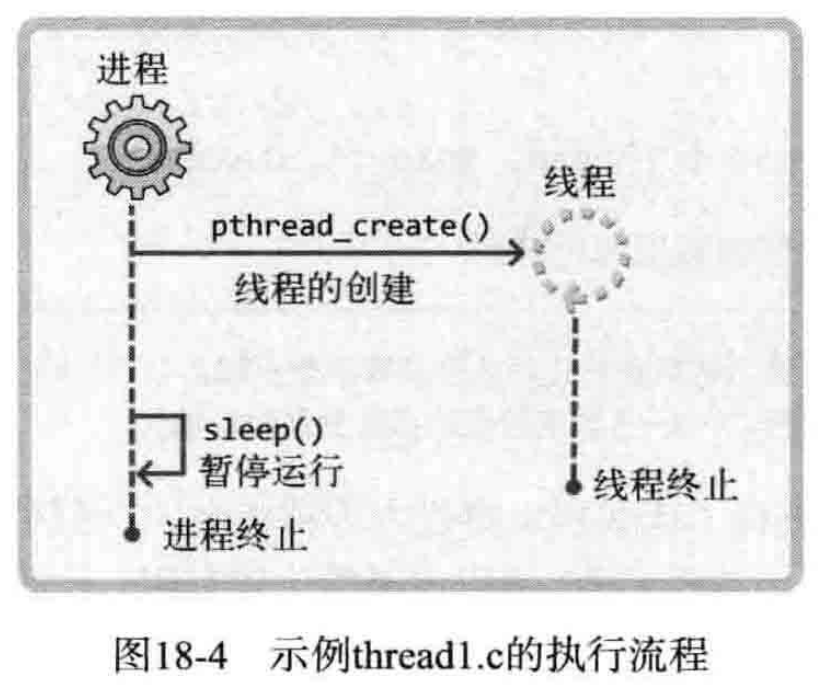 进程
线程
pthread_create()
线程的创建
sleep()
暂停运行
线程终止
进程终止
图18-4 示例thread1.c的执行流程